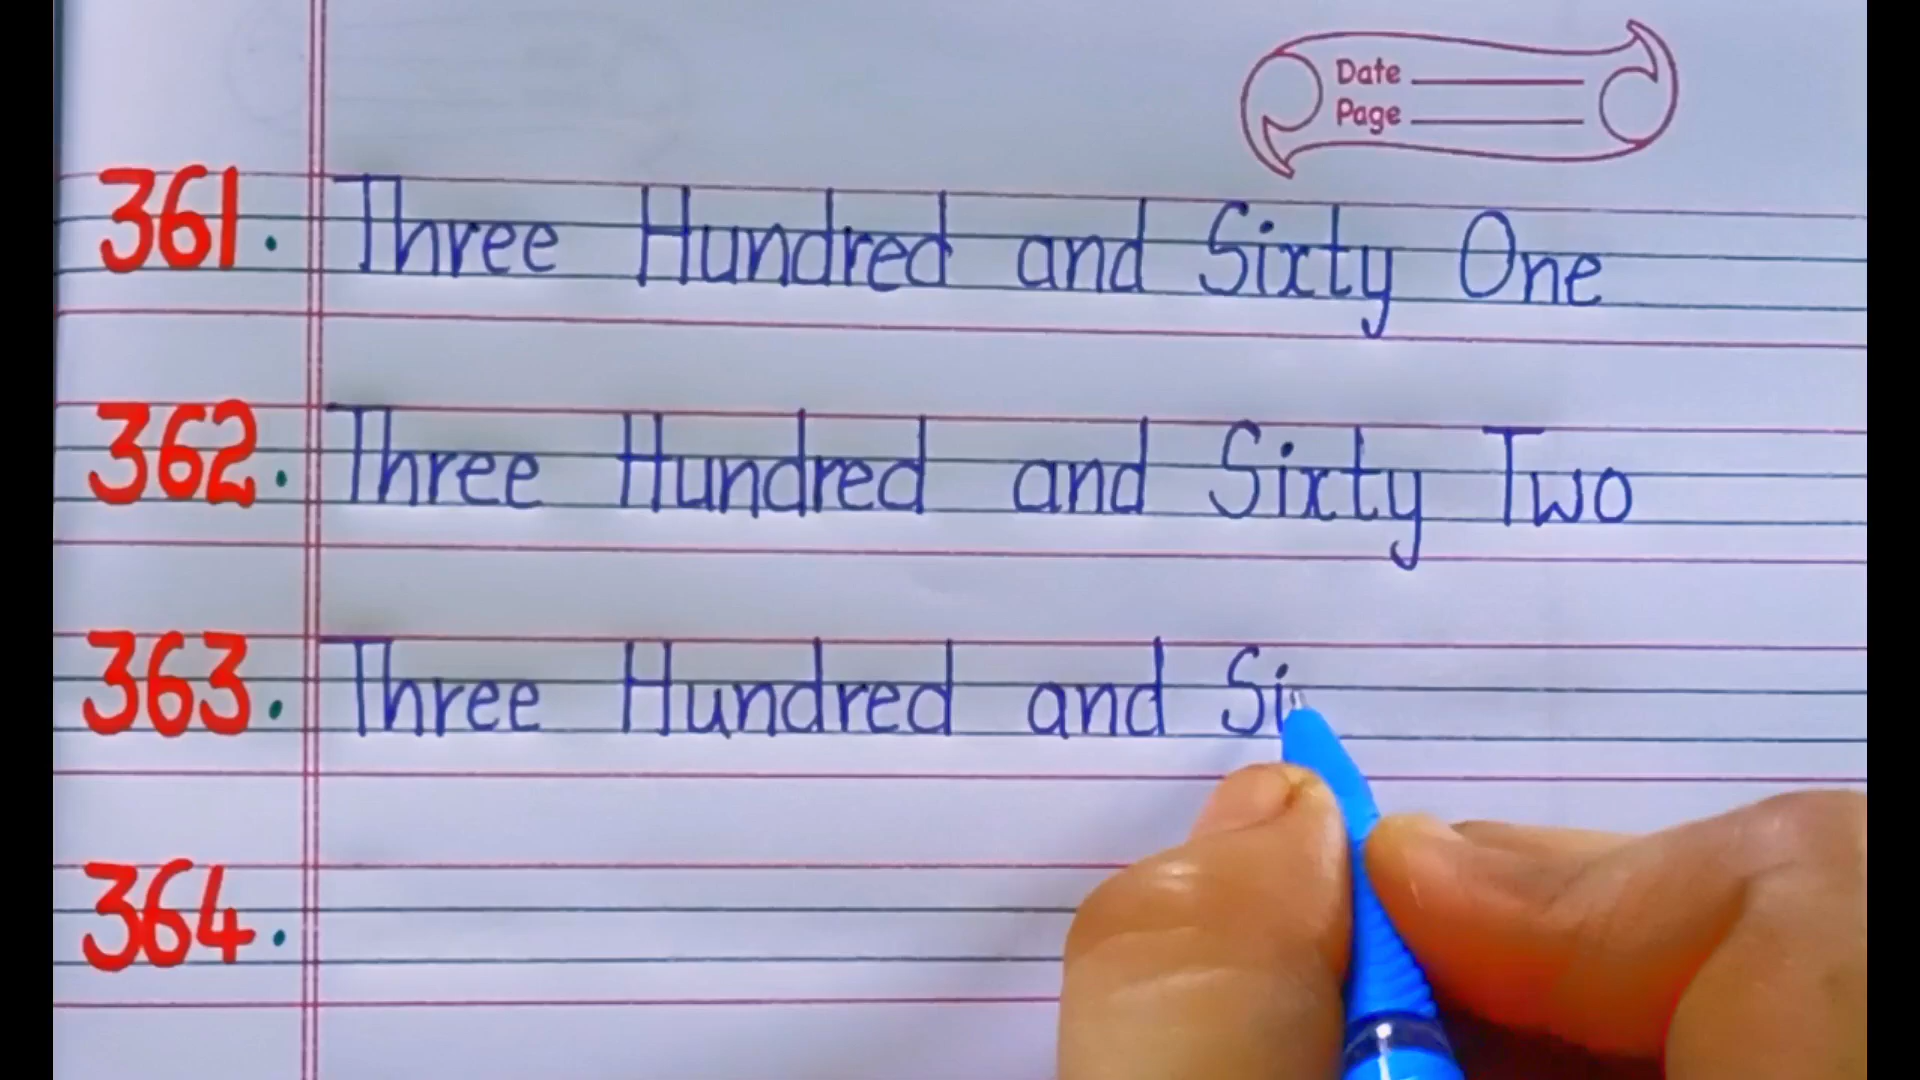 Date
Page
361. Three Hundred and Sixty One
362. Three Hundred and Sixty Two
363. Three Hundred and Si
364.